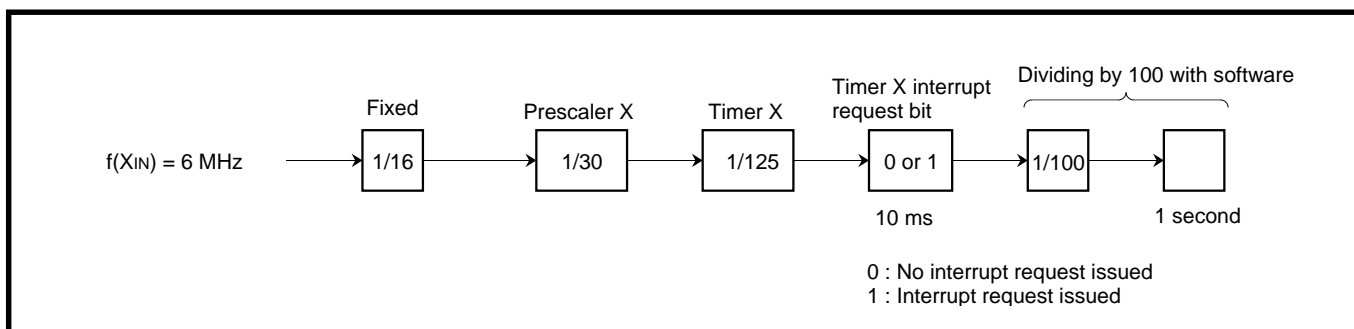 Dividing by 100 with software
Timer X interrupt
request bit
Fixed
Prescaler X
Timer X
f(XIN) = 6 MHz
1/16
1/30
1/125
0 or 1
1/100
10 ms
1 second
0 : No interrupt request issued
1 : Interrupt request issued